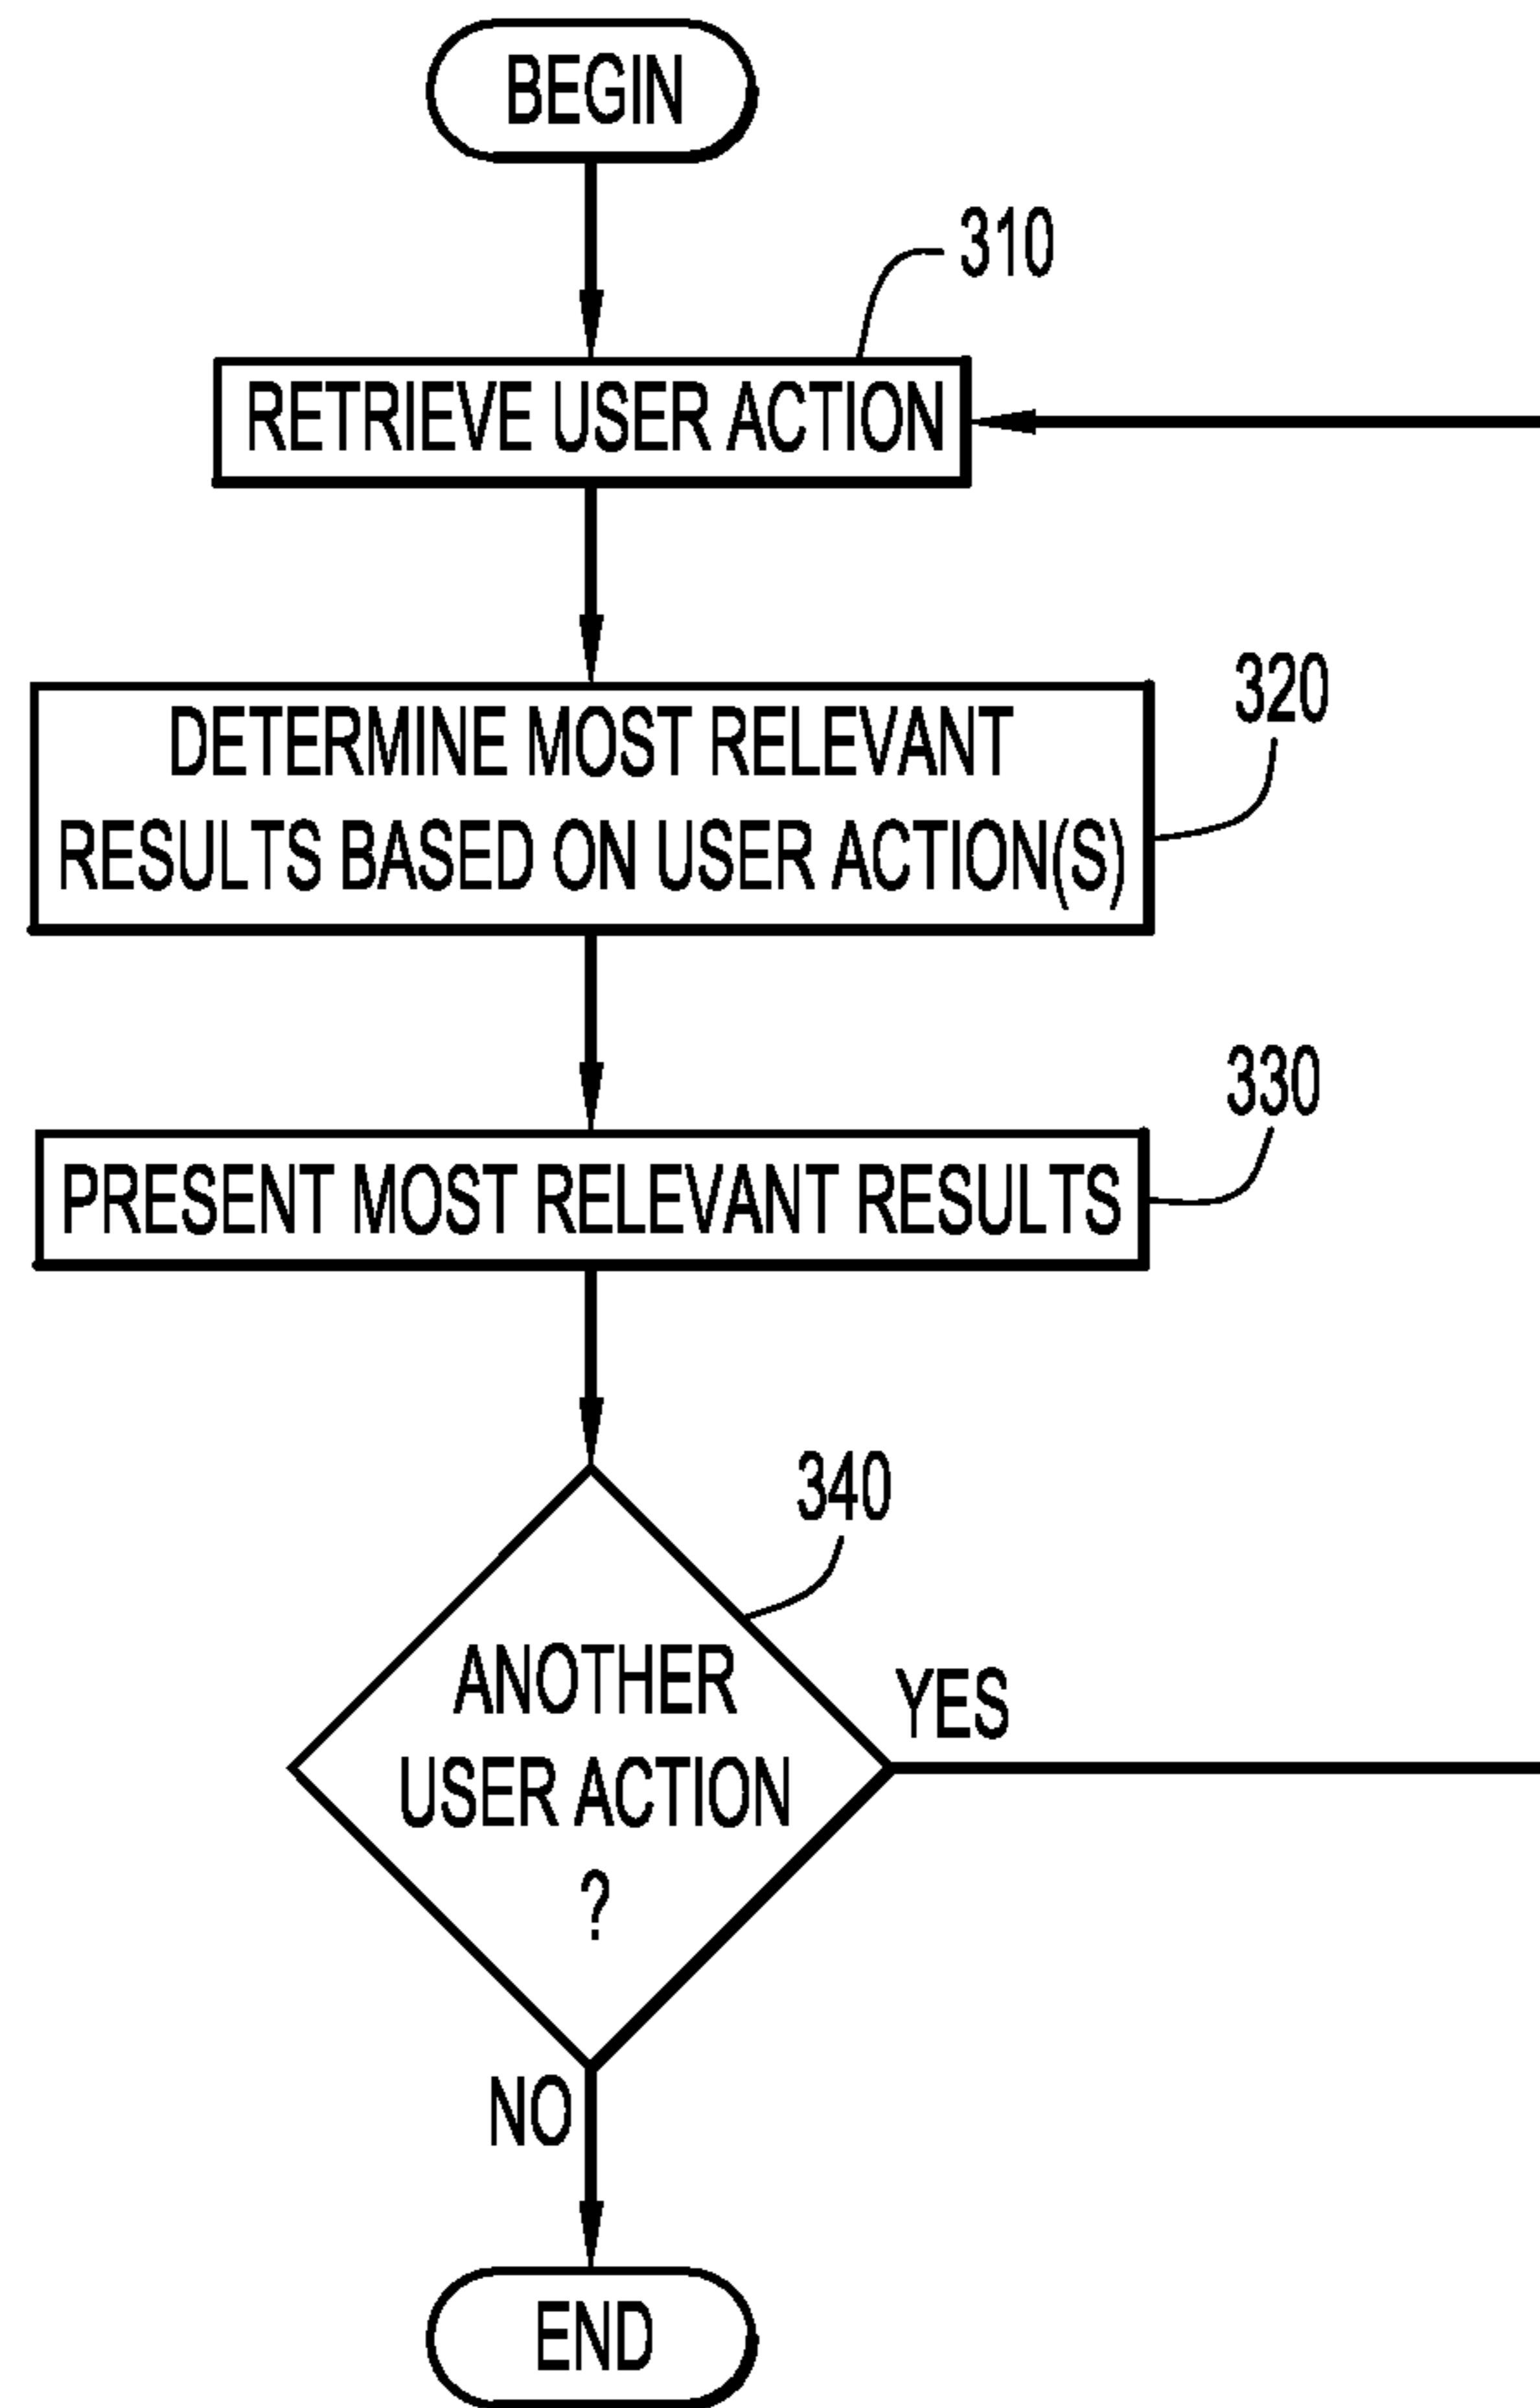 BEGIN
310
RETRIEVE USER ACTION
320
DETERMINE MOST RELEVANT
RESULTS BASED ON USER ACTION(S)
330
PRESENT MOST RELEVANT RESULTS
340
ANOTHER
USER ACTION
?
YES
NO
END